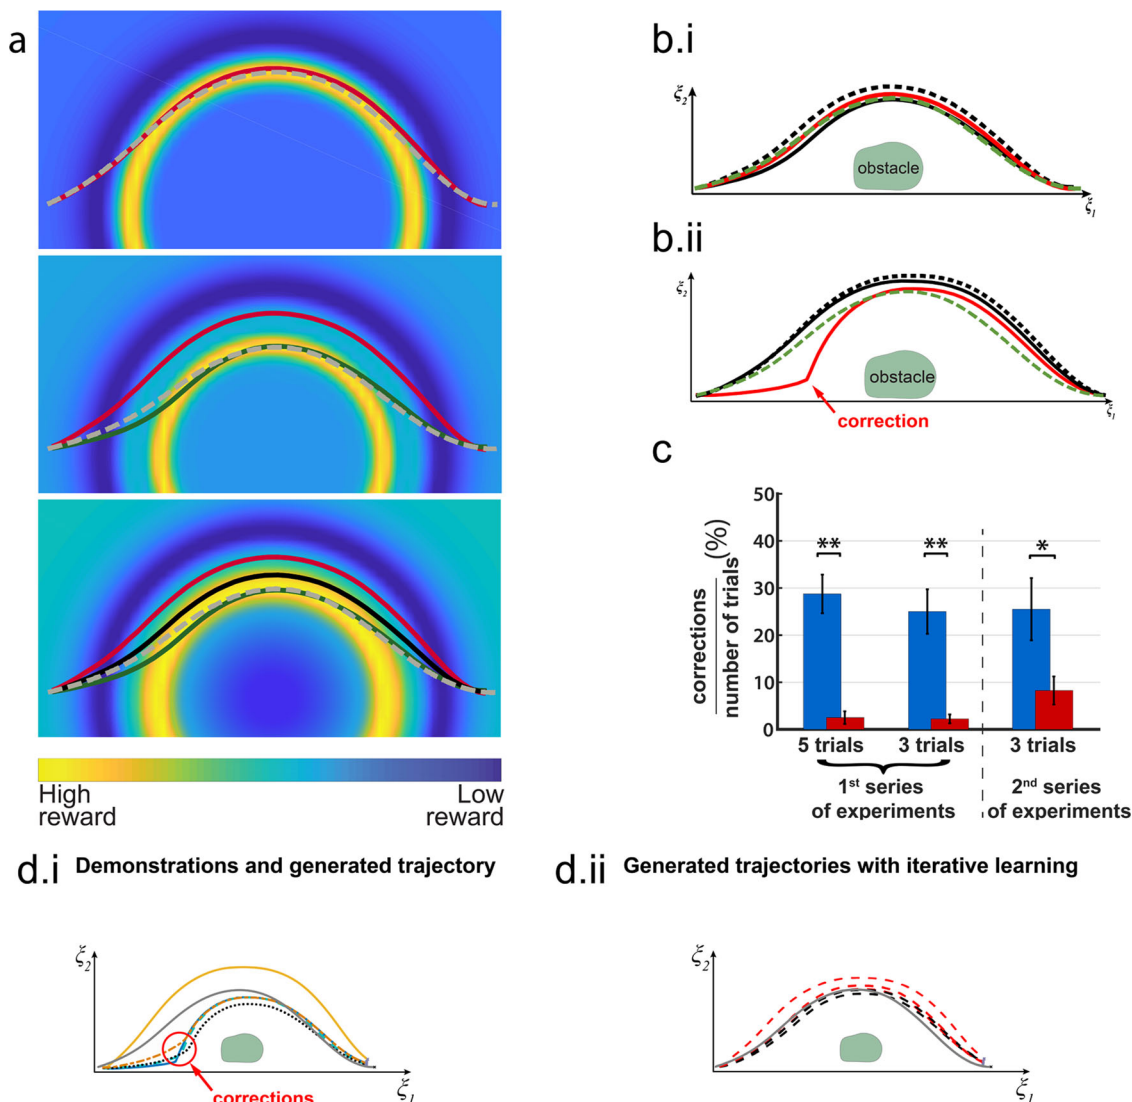 a
High
reward
Low
reward
b.i
ξ2
obstacle
ξ1
b.ii
ξ2
obstacle
correction
ξ1
c
corrections
number of trials
(%)
50
40
30
20
10
0
**
**
*
5 trials
3 trials
3 trials
1st series
of experiments
2nd series
of experiments
d.i Demonstrations and generated trajectory
ξ2
corrections
ξ1
d.ii Generated trajectories with iterative learning
ξ2
ξ1